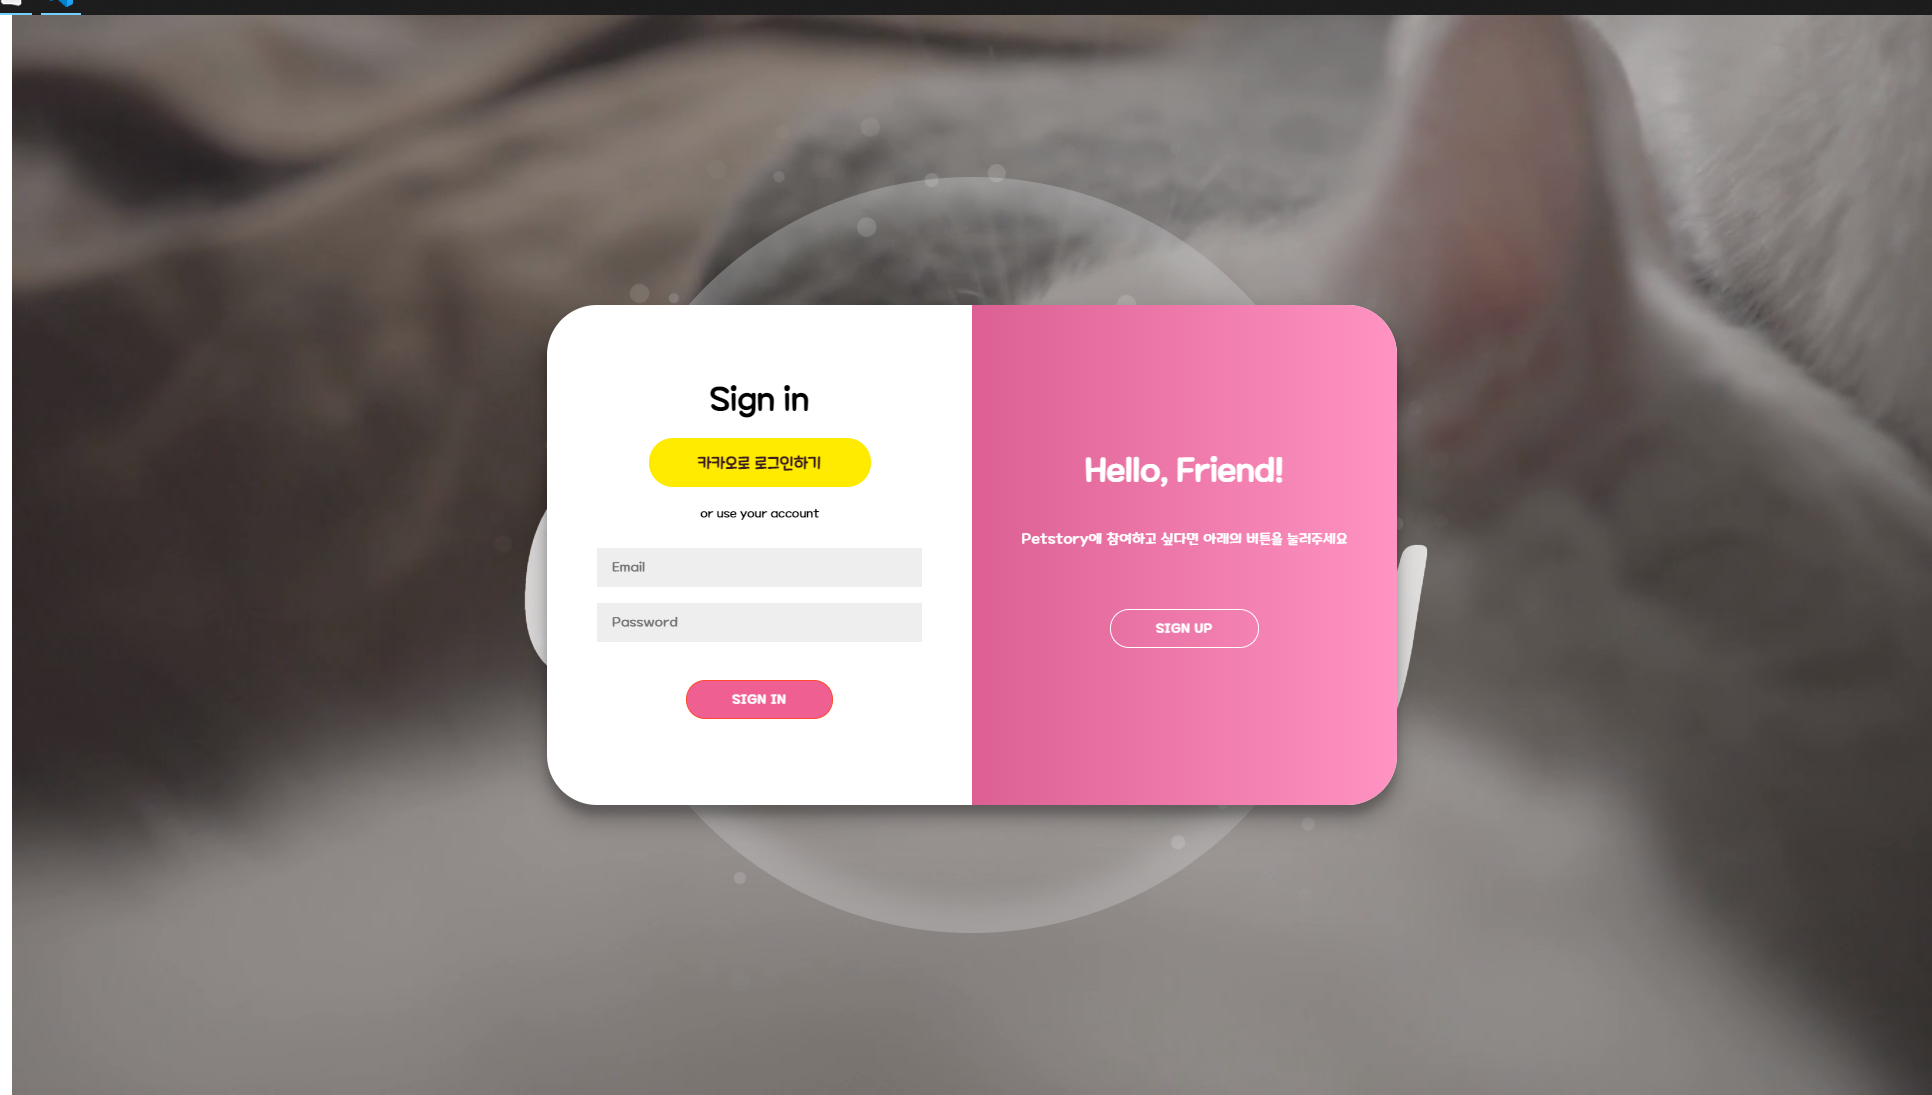 Sign in
카카오로 로그인하기
or use your account
Email
Password
SIGN IN
Hello, Friend!
Petstory에 참여하고 싶다면 아래의 버튼을 눌러주세요
SIGN UP